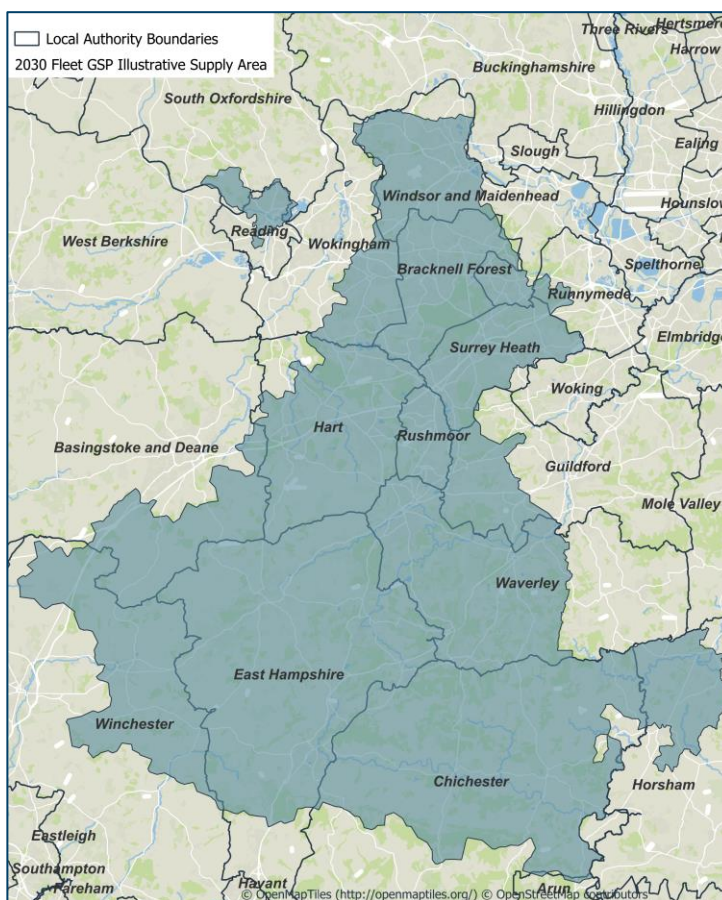 Local Authority Boundaries
2030 Fleet GSP Illustrative Supply Area
Three Rivers
Hertsmere
Harrow
Buckinghamshire
South Oxfordshire
Hillingdon
Ealing
Slough
Windsor and Maidenhead
Hounslow
Reading
West Berkshire
Wokingham
Bracknell Forest
Spelthorne
Runnymede
Elmbridge
Surrey Heath
Woking
Hart
Rushmoor
Basingstoke and Deane
Guildford
Mole Valley
Waverley
East Hampshire
Winchester
Chichester
Horsham
Eastleigh
Southampton
Fareham
Havant
Arun
© OpenMapTiles (http://openmaptiles.org/) © OpenStreetMap contributors